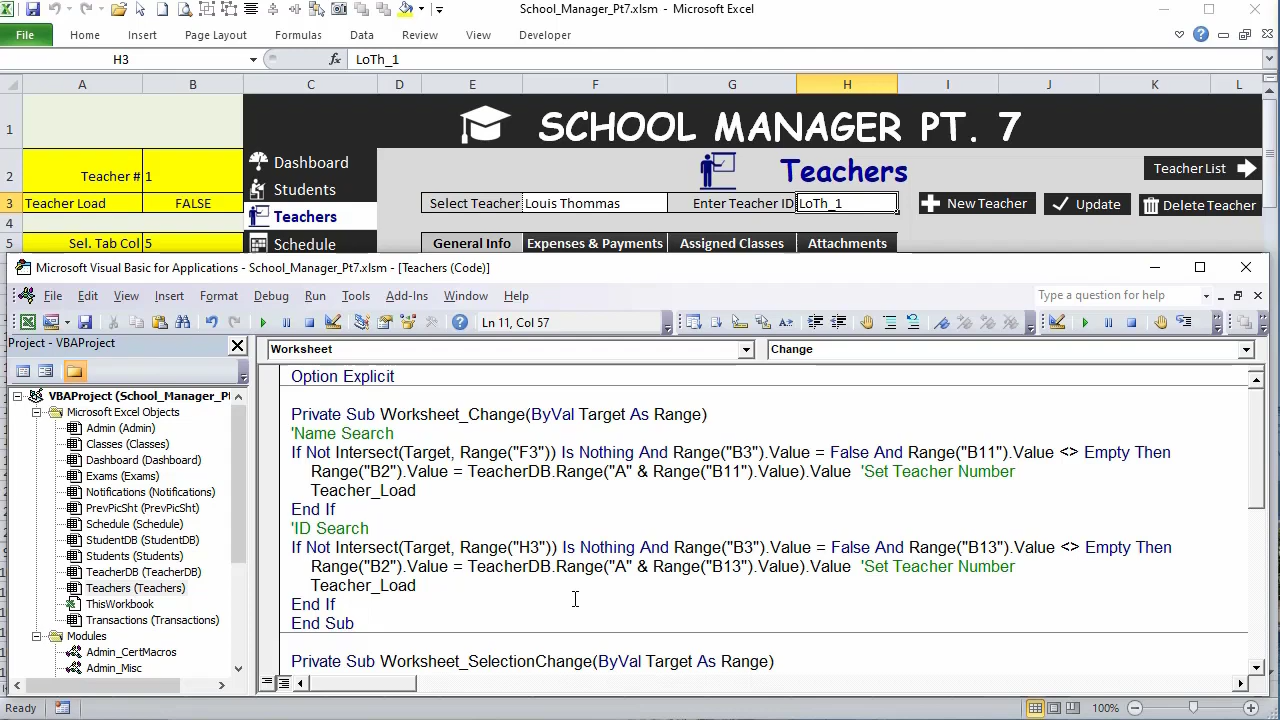 School_Manager_Pt7.xlsm - Microsoft Excel
File Home Insert Page Layout Formulas Data Review View Developer
H3 fx LoTh_1
A B C D E F G H I J K L
1 SCHOOL MANAGER PT. 7
2 Teacher # 1 Dashboard Teachers Teacher List
Students
3 Teacher Load FALSE Teachers Select Teacher Louis Thommas Enter Teacher ID LoTh_1 New Teacher Update Delete Teacher
4
5 Sel. Tab Col 5 Schedule General Info Expenses & Payments Assigned Classes Attachments
Microsoft Visual Basic for Applications - School_Manager_Pt7.xlsm - [Teachers (Code)]
File Edit View Insert Format Debug Run Tools Add-Ins Window Help Type a question for help
Ln 11, Col 57
Project - VBAProject
Worksheet Change
VBAProject (School_Manager_P
Microsoft Excel Objects
Admin (Admin)
Classes (Classes)
Dashboard (Dashboard)
Exams (Exams)
Notifications (Notifications)
PrevPicSht (PrevPicSht)
Schedule (Schedule)
StudentDB (StudentDB)
Students (Students)
TeacherDB (TeacherDB)
Teachers (Teachers)
ThisWorkbook
Transactions (Transactions)
Modules
Admin_CertMacros
Admin_Misc
Option Explicit
Private Sub Worksheet_Change(ByVal Target As Range)
'Name Search
If Not Intersect(Target, Range("F3")) Is Nothing And Range("B3").Value = False And Range("B11").Value <> Empty Then
Range("B2").Value = TeacherDB.Range("A" & Range("B11").Value).Value 'Set Teacher Number
Teacher_Load
End If
'ID Search
If Not Intersect(Target, Range("H3")) Is Nothing And Range("B3").Value = False And Range("B13").Value <> Empty Then
Range("B2").Value = TeacherDB.Range("A" & Range("B13").Value).Value 'Set Teacher Number
Teacher_Load
End If
End Sub
Private Sub Worksheet_SelectionChange(ByVal Target As Range)
Ready 100%